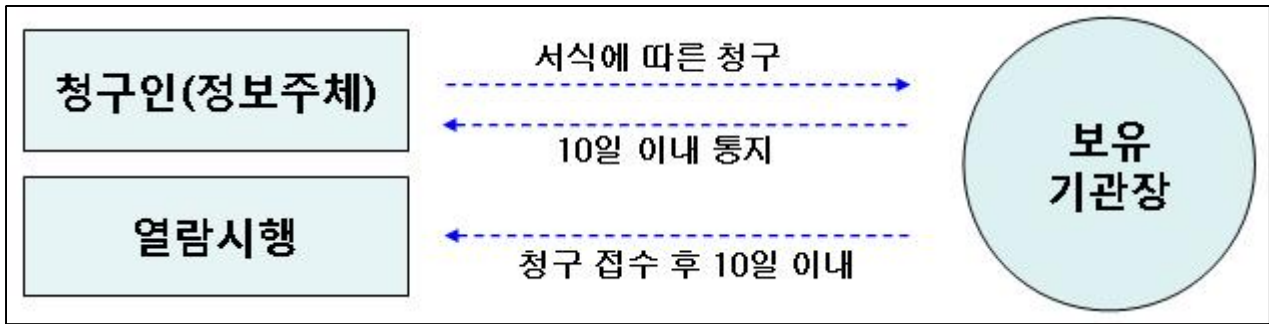 청구인(정보주체)
서식에 따른 청구
10일 이내 통지
보유
기관장
열람시행
청구 접수 후 10일 이내